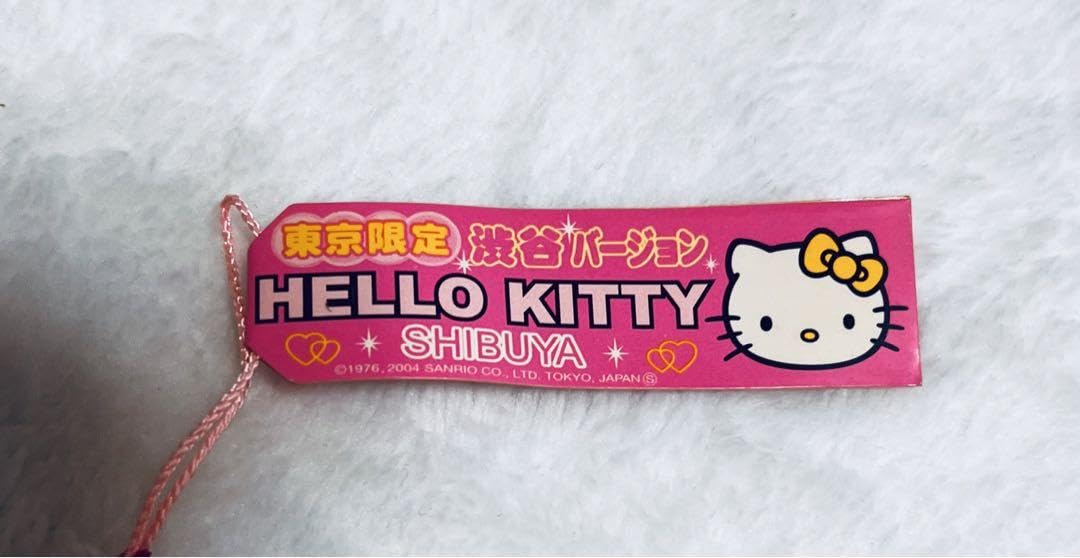 東京限定 渋谷バージョン
HELLO KITTY
SHIBUYA
©1976, 2004 SANRIO CO., LTD. TOKYO, JAPAN Ⓢ